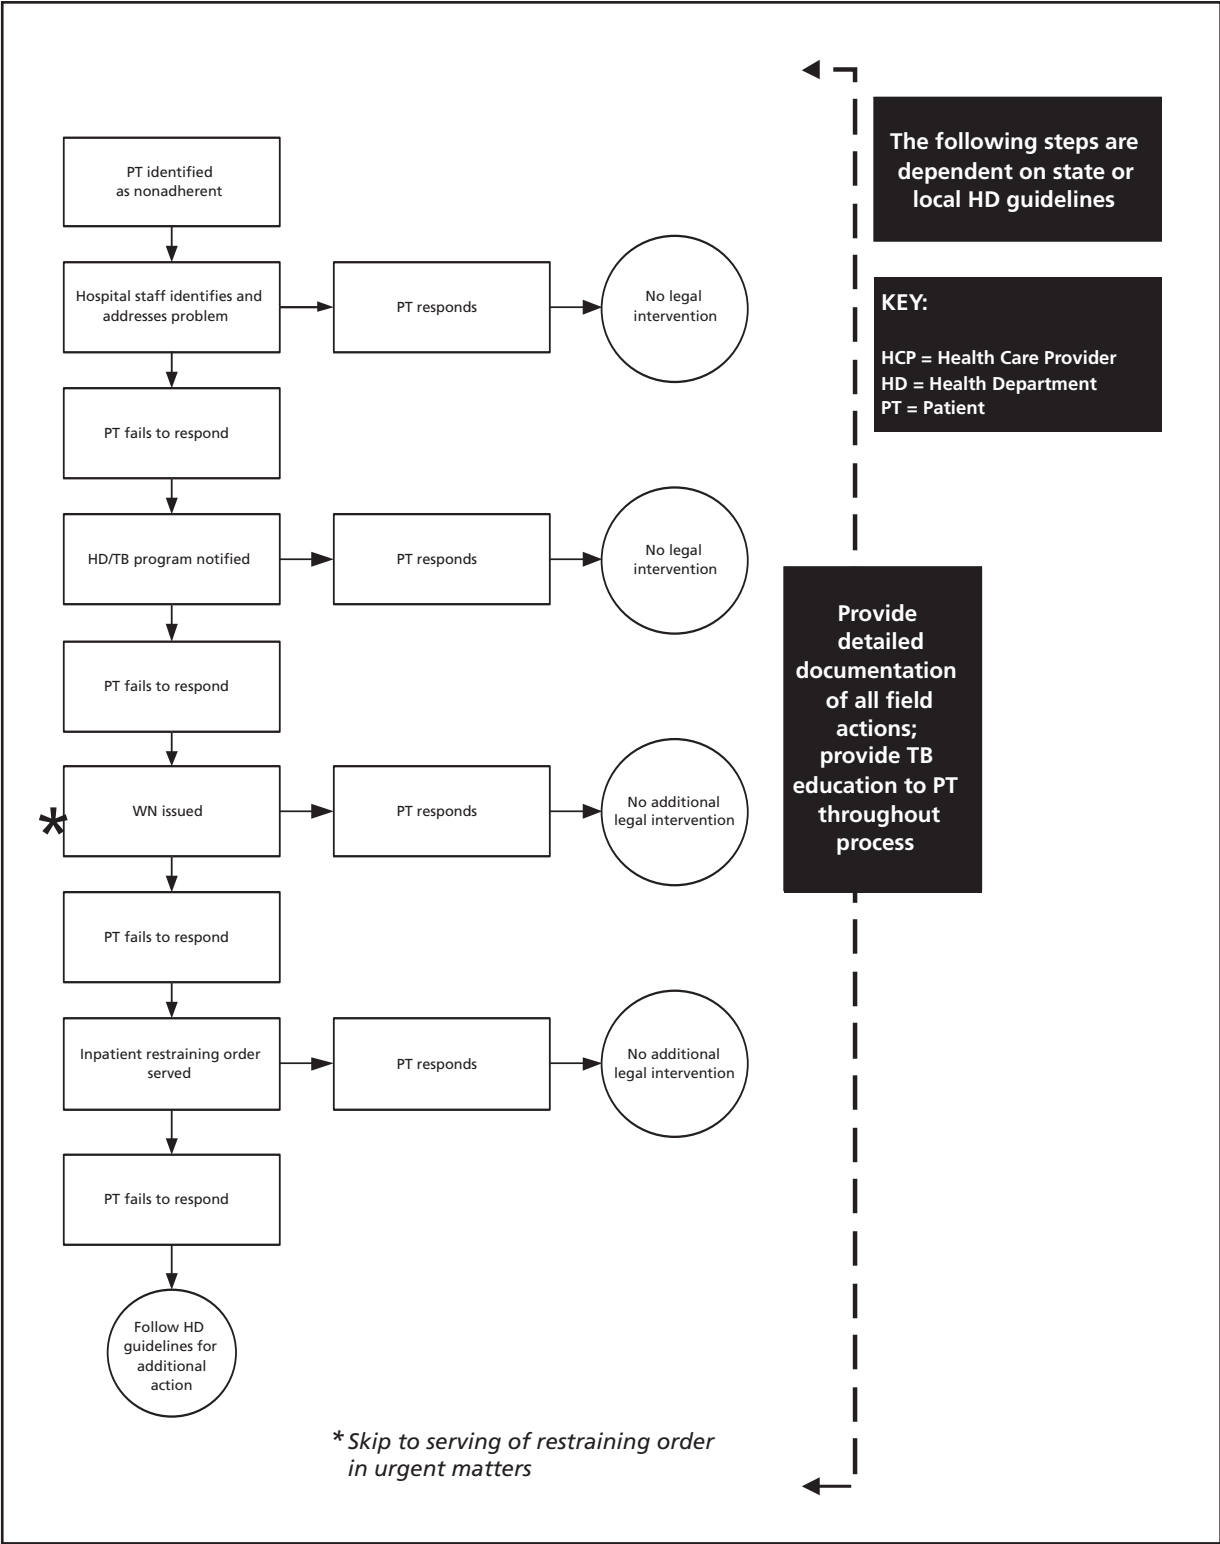 PT identified
as nonadherent
Hospital staff identifies and
addresses problem
PT responds
No legal
intervention
PT fails to respond
HD/TB program notified
PT responds
No legal
intervention
PT fails to respond
*
WN issued
PT responds
No additional
legal intervention
PT fails to respond
Inpatient restraining order
served
PT responds
No additional
legal intervention
PT fails to respond
Follow HD
guidelines for
additional
action
* Skip to serving of restraining order
in urgent matters
The following steps are
dependent on state or
local HD guidelines
KEY:
HCP = Health Care Provider
HD = Health Department
PT = Patient
Provide
detailed
documentation
of all field
actions;
provide TB
education to PT
throughout
process